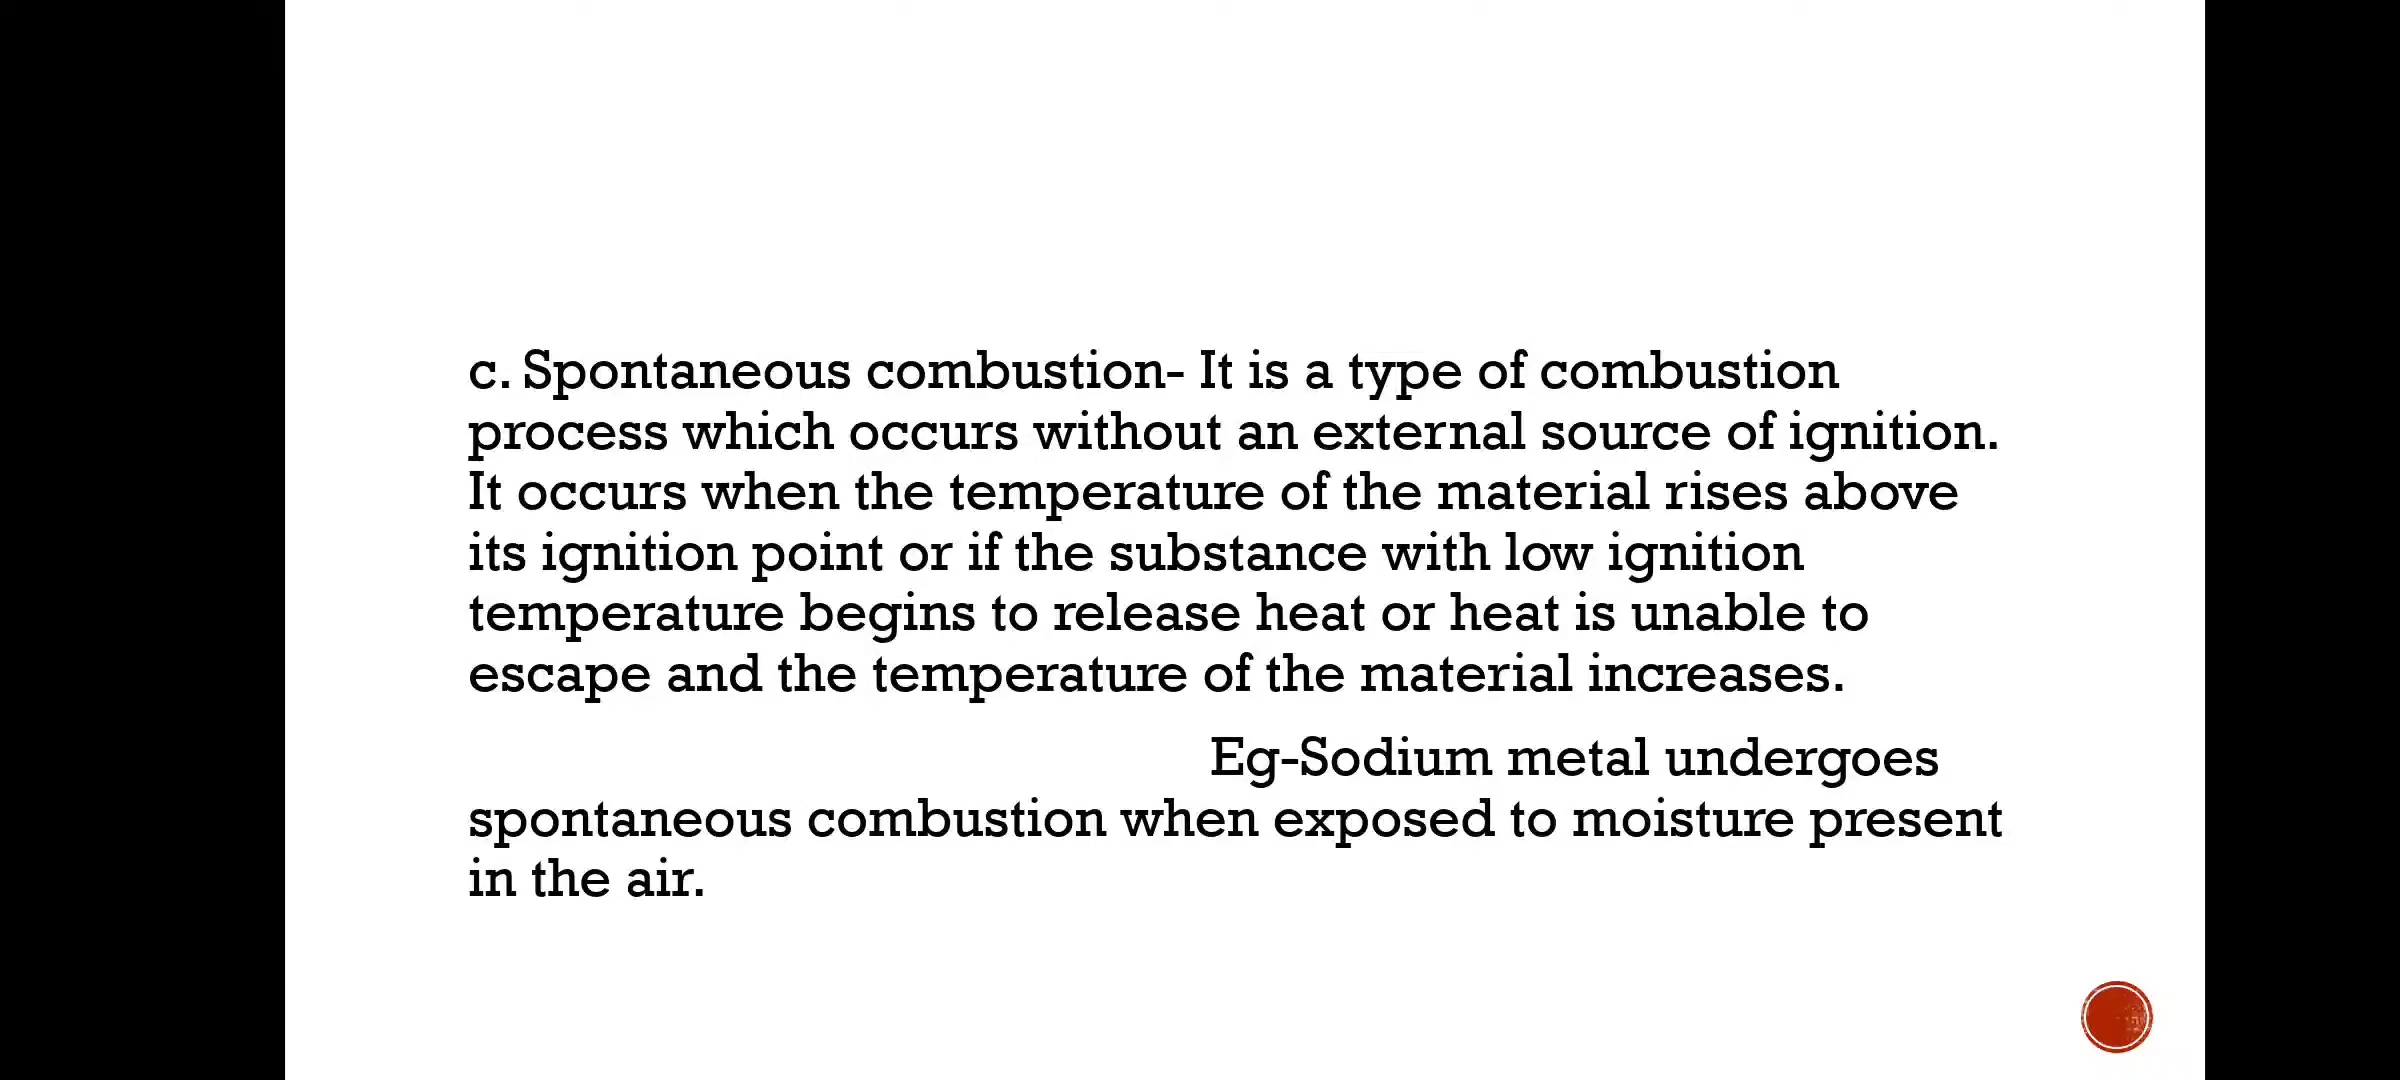 c. Spontaneous combustion- It is a type of combustion
process which occurs without an external source of ignition.
It occurs when the temperature of the material rises above
its ignition point or if the substance with low ignition
temperature begins to release heat or heat is unable to
escape and the temperature of the material increases.
Eg-Sodium metal undergoes
spontaneous combustion when exposed to moisture present
in the air.